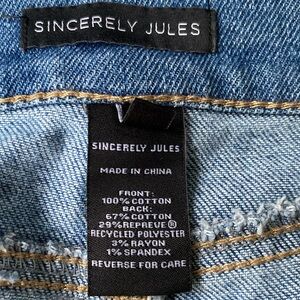 SINCERELY JULES
SINCERELY JULES
MADE IN CHINA
FRONT:
100% COTTON
BACK:
67% COTTON
29% REPREVE®
RECYCLED POLYESTER
3% RAYON
1% SPANDEX
REVERSE FOR CARE